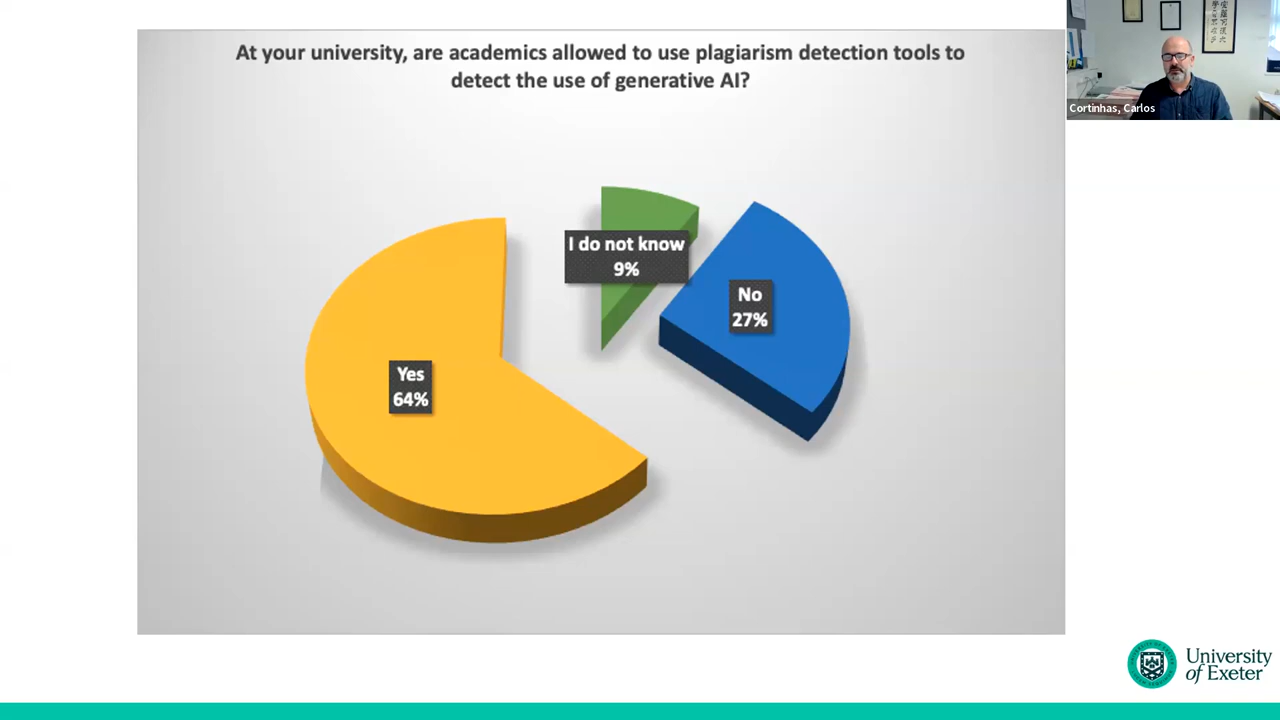 At your university, are academics allowed to use plagiarism detection tools to
detect the use of generative AI?
Cortinhas, Carlos
I do not know
9%
No
27%
Yes
64%
University
of Exeter